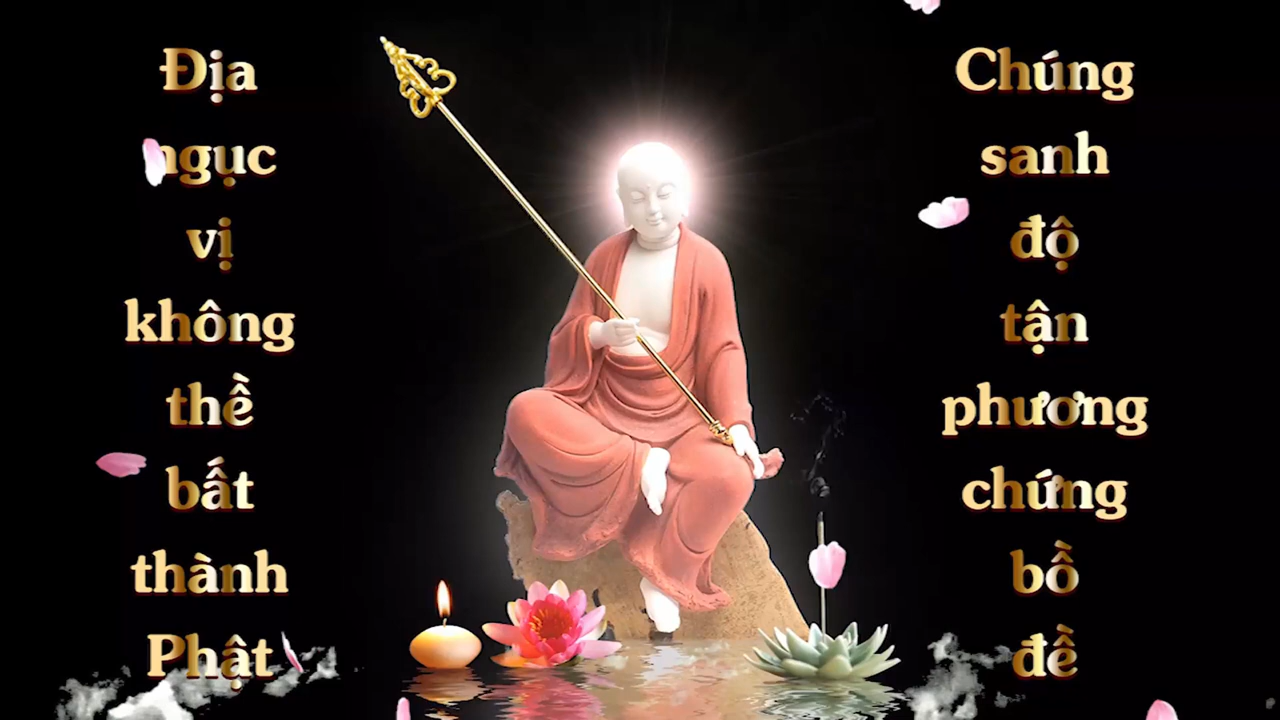 Địa
ngục
vị
không
thề
bất
thành
Phật
Chúng
sanh
độ
tận
phương
chứng
bồ
đề